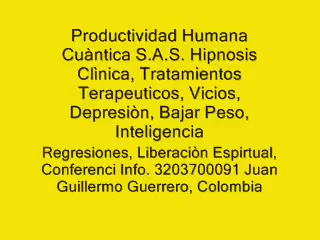 Productividad Humana
Cuàntica S.A.S. Hipnosis
Clìnica, Tratamientos
Terapeuticos, Vicios,
Depresiòn, Bajar Peso,
Inteligencia
Regresiones, Liberaciòn Espirtual,
Conferenci Info. 3203700091 Juan
Guillermo Guerrero, Colombia